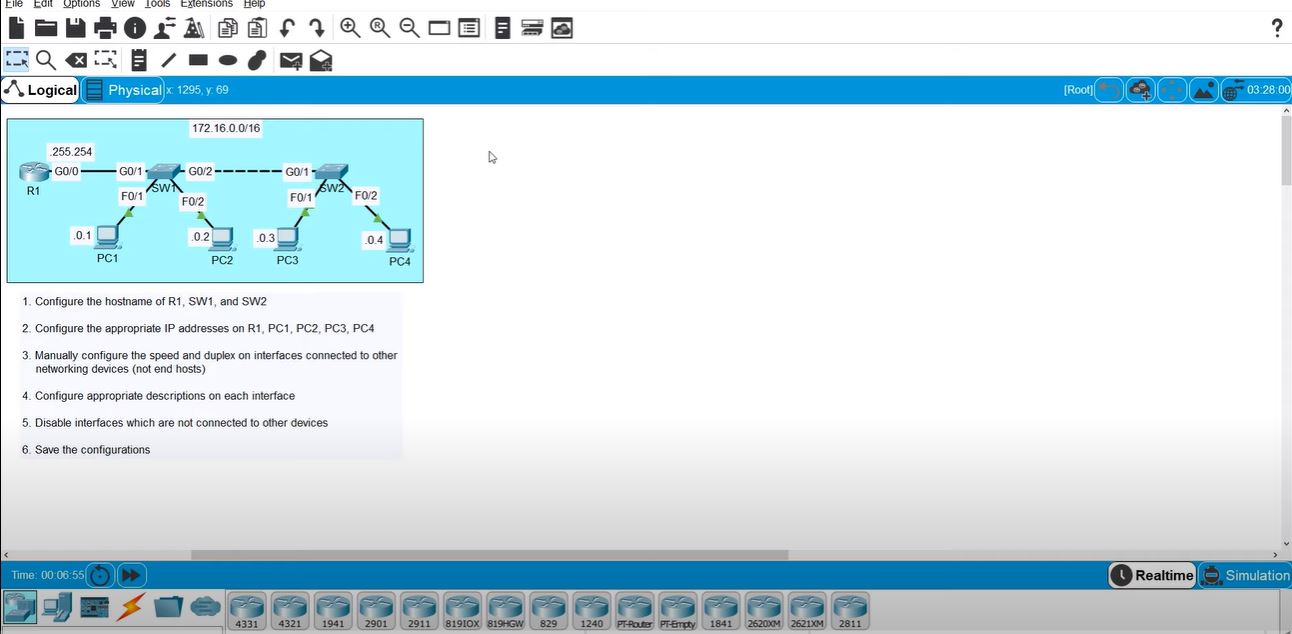 File Edit Options View Tools Extensions Help
?
Logical Physical x: 1295, y: 69 [Root] 03:28:00
172.16.0.0/16
.255.254
G0/0 G0/1 G0/2 G0/1
R1 SW1 SW2
F0/1 F0/2 F0/1 F0/2
.0.1 .0.2 .0.3 .0.4
PC1 PC2 PC3 PC4
1. Configure the hostname of R1, SW1, and SW2
2. Configure the appropriate IP addresses on R1, PC1, PC2, PC3, PC4
3. Manually configure the speed and duplex on interfaces connected to other
networking devices (not end hosts)
4. Configure appropriate descriptions on each interface
5. Disable interfaces which are not connected to other devices
6. Save the configurations
Time: 00:06:55 Realtime Simulation
4331 4321 1941 2901 2911 819IOX 819HGW 829 1240 PT-Router PT-Empty 1841 2620XM 2621XM 2811